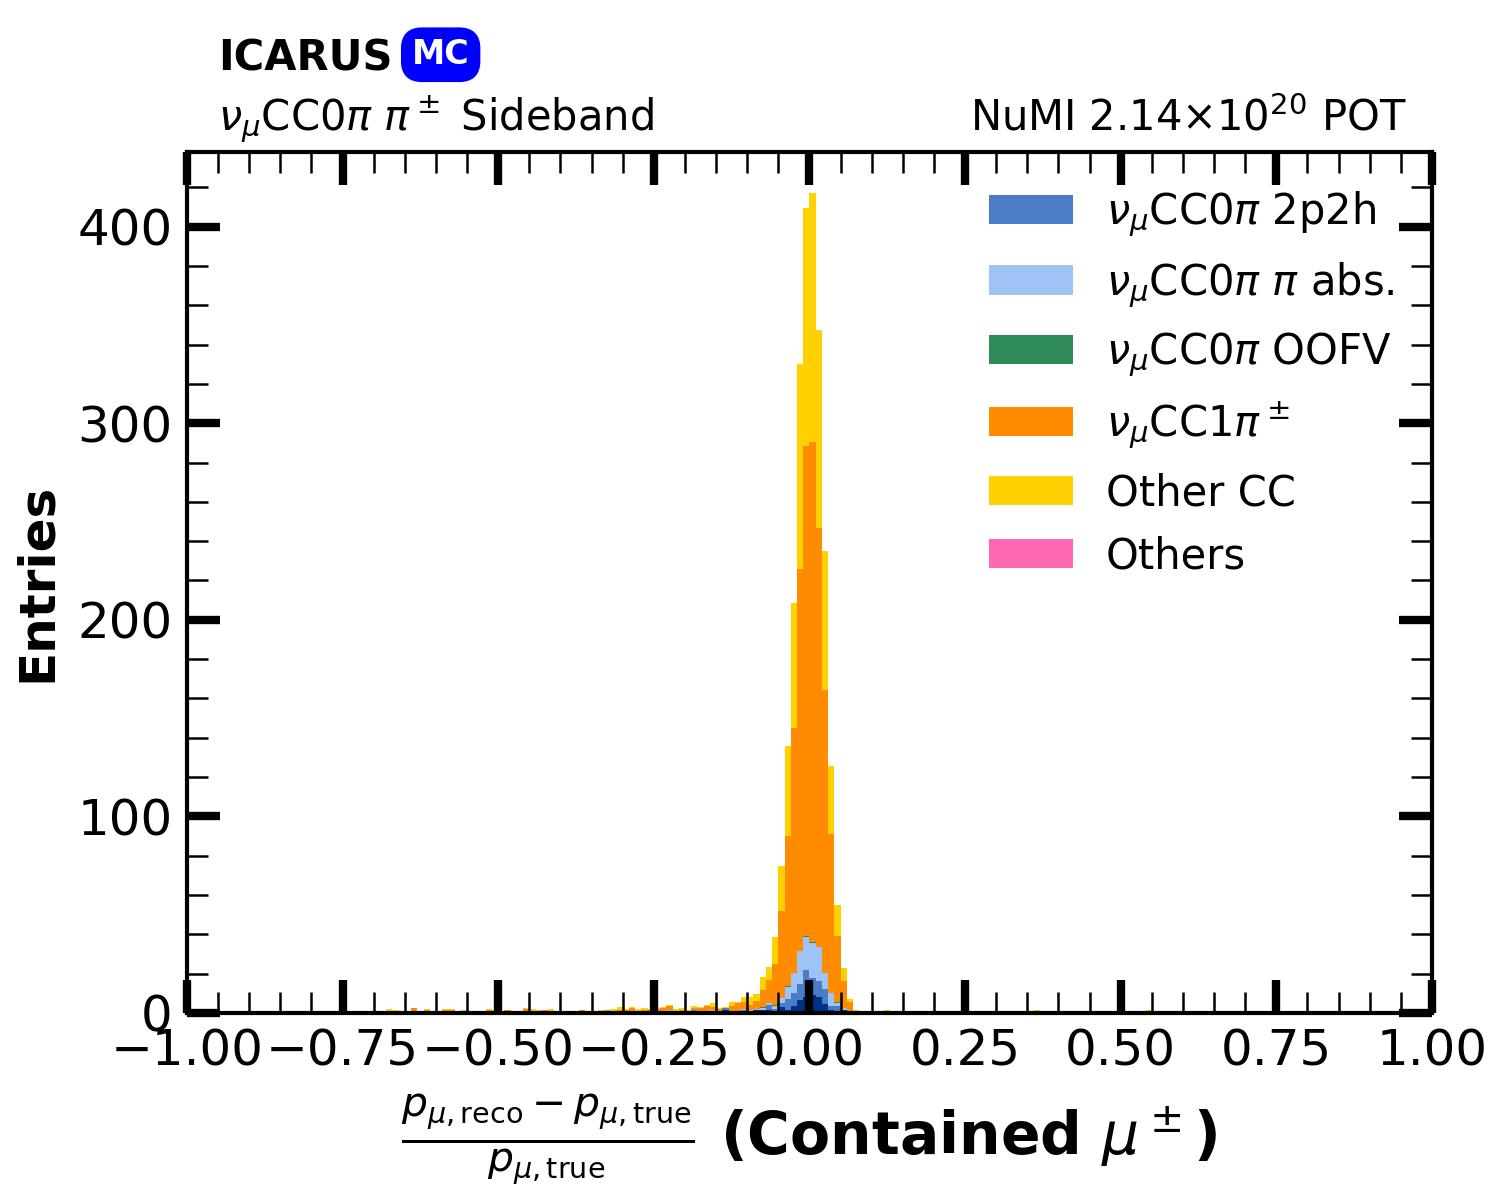 ICARUS MC
νμCC0π π± Sideband
NuMI 2.14×10²⁰ POT
νμCC0π 2p2h
νμCC0π π abs.
νμCC0π OOFV
νμCC1π±
Other CC
Others
Entries
400
300
200
100
0
−1.00 −0.75 −0.50 −0.25 0.00 0.25 0.50 0.75 1.00
pμ, reco − pμ, true
pμ, true
(Contained μ±)